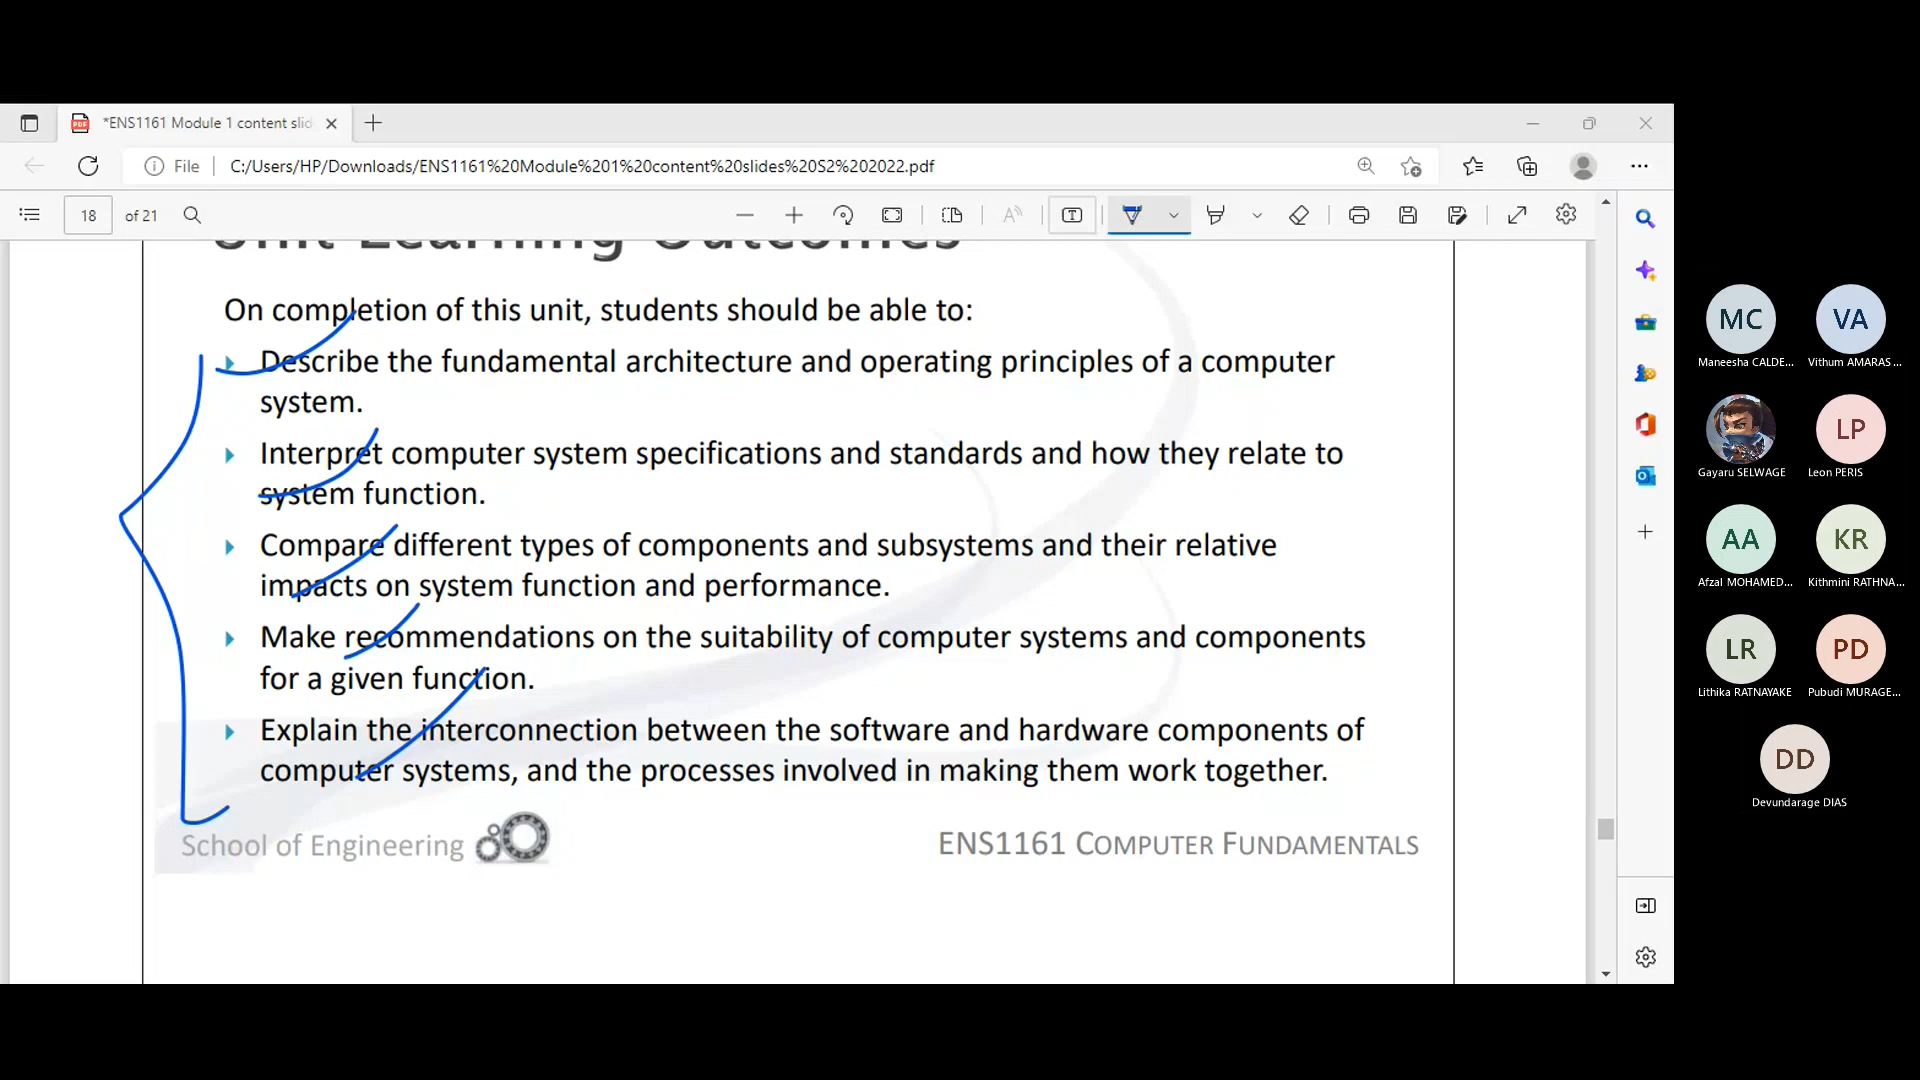 *ENS1161 Module 1 content slid
File
C:/Users/HP/Downloads/ENS1161%20Module%201%20content%20slides%20S2%202022.pdf
18 of 21
Unit Learning Outcomes
On completion of this unit, students should be able to:
Describe the fundamental architecture and operating principles of a computer
system.
Interpret computer system specifications and standards and how they relate to
system function.
Compare different types of components and subsystems and their relative
impacts on system function and performance.
Make recommendations on the suitability of computer systems and components
for a given function.
Explain the interconnection between the software and hardware components of
computer systems, and the processes involved in making them work together.
School of Engineering
ENS1161 COMPUTER FUNDAMENTALS
MC VA
Maneesha CALDE... Vithum AMARAS...
LP
Gayaru SELWAGE Leon PERIS
AA KR
Afzal MOHAMED... Kithmini RATHNA...
LR PD
Lithika RATNAYAKE Pubudi MURAGE...
DD
Devundarage DIAS